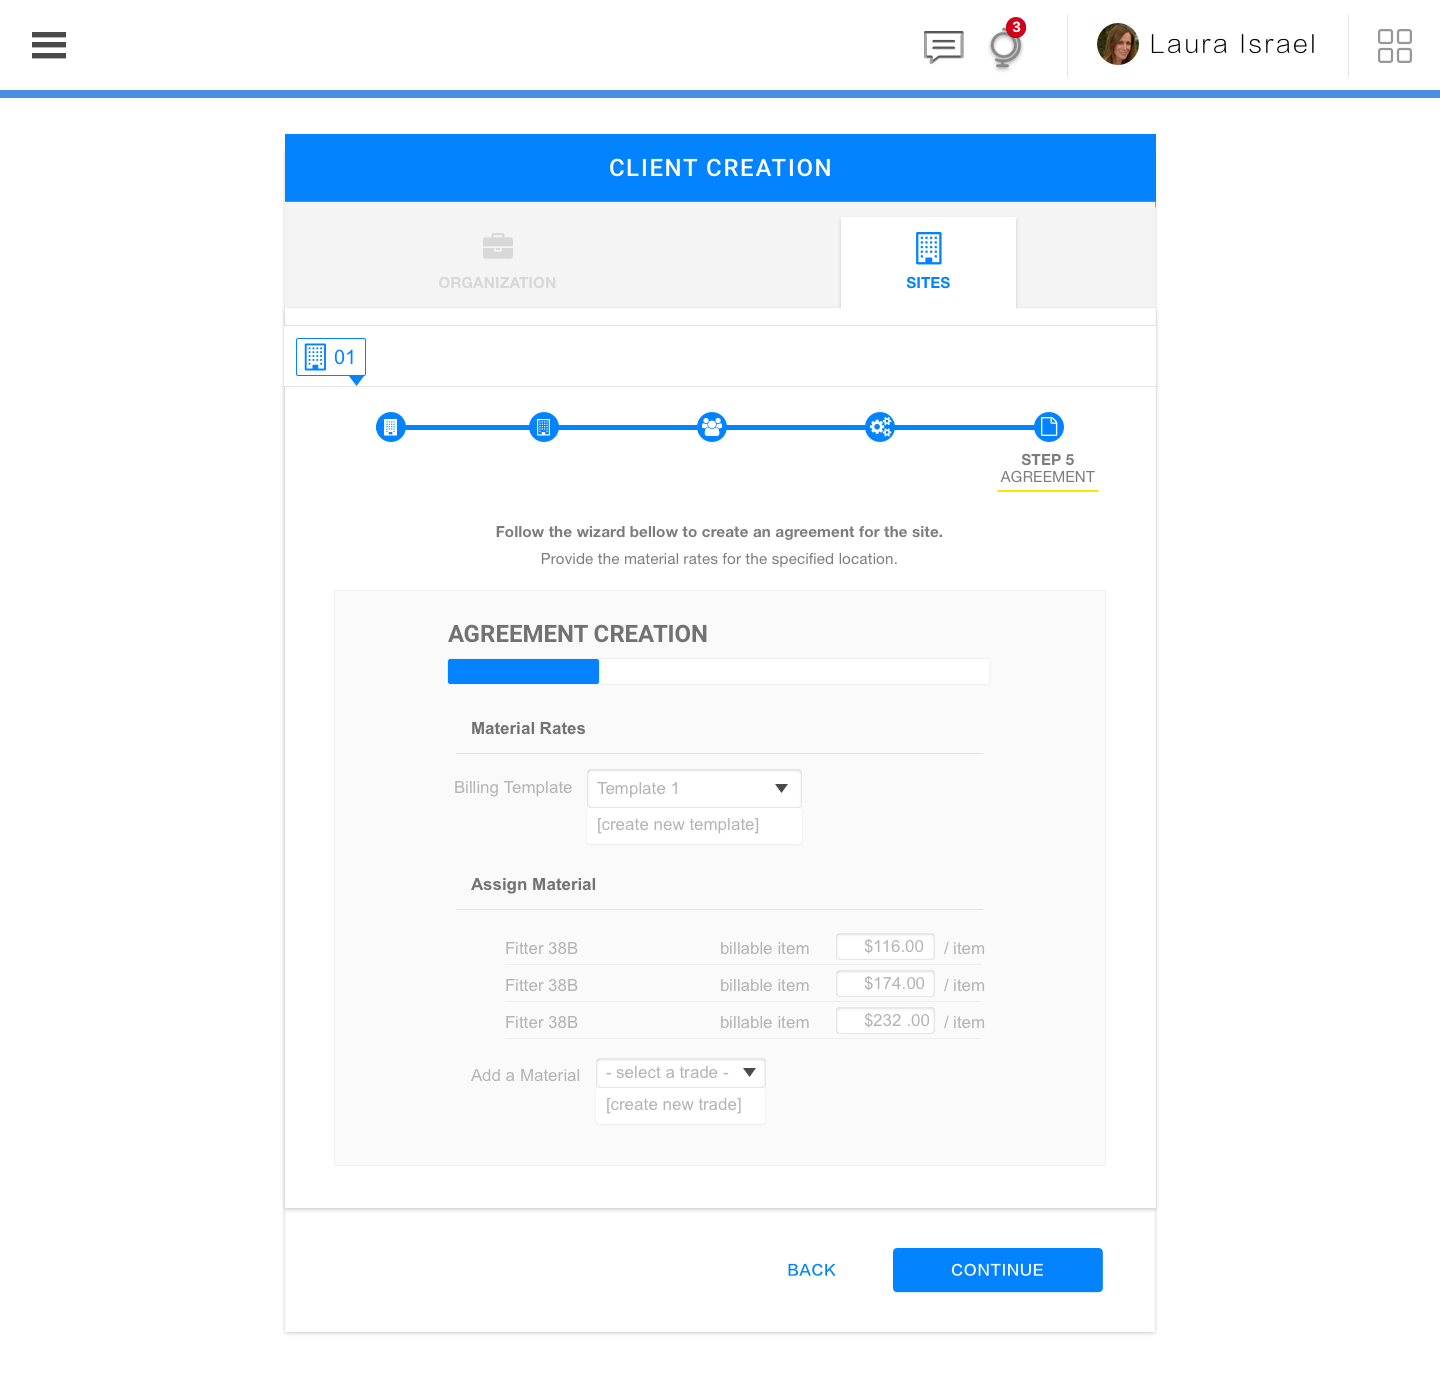 3
Laura Israel
CLIENT CREATION
ORGANIZATION
SITES
01
STEP 5
AGREEMENT
Follow the wizard bellow to create an agreement for the site.
Provide the material rates for the specified location.
AGREEMENT CREATION
Material Rates
Billing Template Template 1
[create new template]
Assign Material
Fitter 38B billable item $116.00 / item
Fitter 38B billable item $174.00 / item
Fitter 38B billable item $232 .00 / item
Add a Material - select a trade -
[create new trade]
BACK CONTINUE